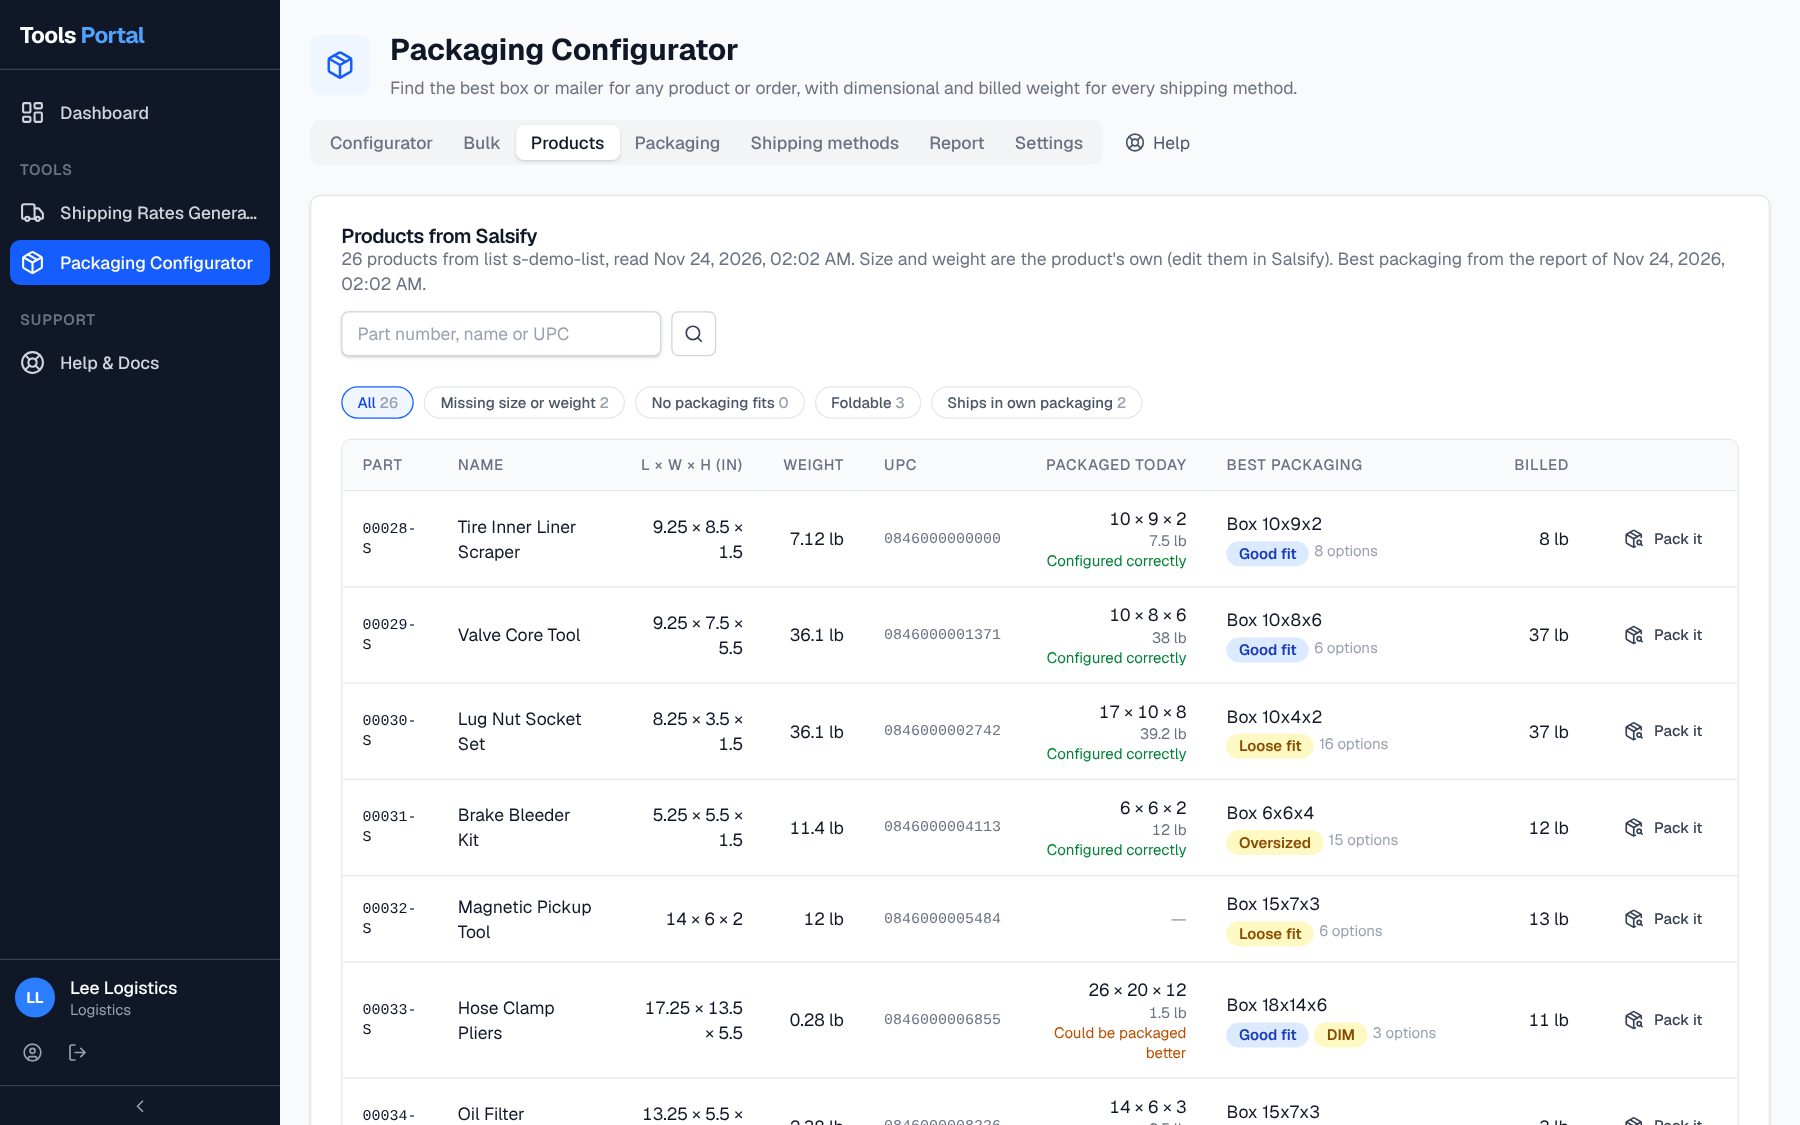 Tools Portal
Dashboard
TOOLS
Shipping Rates Genera...
Packaging Configurator
SUPPORT
Help & Docs
LL
Lee Logistics
Logistics
Packaging Configurator
Find the best box or mailer for any product or order, with dimensional and billed weight for every shipping method.
Configurator Bulk Products Packaging Shipping methods Report Settings Help
Products from Salsify
26 products from list s-demo-list, read Nov 24, 2026, 02:02 AM. Size and weight are the product's own (edit them in Salsify). Best packaging from the report of Nov 24, 2026,
02:02 AM.
Part number, name or UPC
All 26 Missing size or weight 2 No packaging fits 0 Foldable 3 Ships in own packaging 2
PART NAME L × W × H (IN) WEIGHT UPC PACKAGED TODAY BEST PACKAGING BILLED
00028-
S
Tire Inner Liner
Scraper
9.25 × 8.5 ×
1.5
7.12 lb
0846000000000
10 × 9 × 2
7.5 lb
Configured correctly
Box 10x9x2
Good fit 8 options
8 lb
Pack it
00029-
S
Valve Core Tool
9.25 × 7.5 ×
5.5
36.1 lb
0846000001371
10 × 8 × 6
38 lb
Configured correctly
Box 10x8x6
Good fit 6 options
37 lb
Pack it
00030-
S
Lug Nut Socket
Set
8.25 × 3.5 ×
1.5
36.1 lb
0846000002742
17 × 10 × 8
39.2 lb
Configured correctly
Box 10x4x2
Loose fit 16 options
37 lb
Pack it
00031-
S
Brake Bleeder
Kit
5.25 × 5.5 ×
1.5
11.4 lb
0846000004113
6 × 6 × 2
12 lb
Configured correctly
Box 6x6x4
Oversized 15 options
12 lb
Pack it
00032-
S
Magnetic Pickup
Tool
14 × 6 × 2
12 lb
0846000005484
—
Box 15x7x3
Loose fit 6 options
13 lb
Pack it
00033-
S
Hose Clamp
Pliers
17.25 × 13.5
× 5.5
0.28 lb
0846000006855
26 × 20 × 12
1.5 lb
Could be packaged
better
Box 18x14x6
Good fit DIM 3 options
11 lb
Pack it
00034-
Oil Filter
13.25 × 5.5 ×
14 × 6 × 3
Box 15x7x3